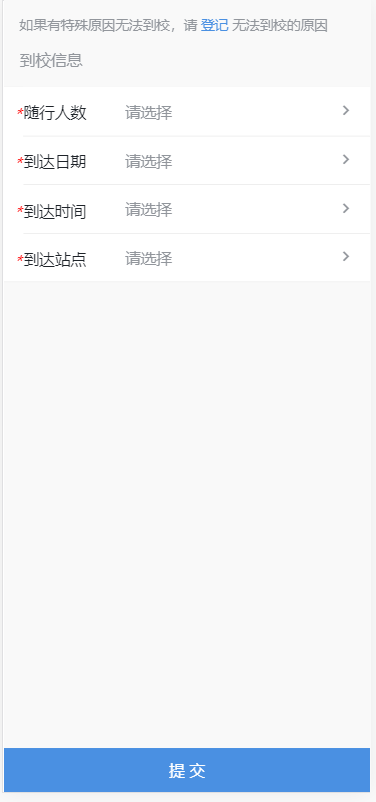 如果有特殊原因无法到校，请 登记 无法到校的原因
到校信息
*随行人数 请选择
*到达日期 请选择
*到达时间 请选择
*到达站点 请选择
提 交